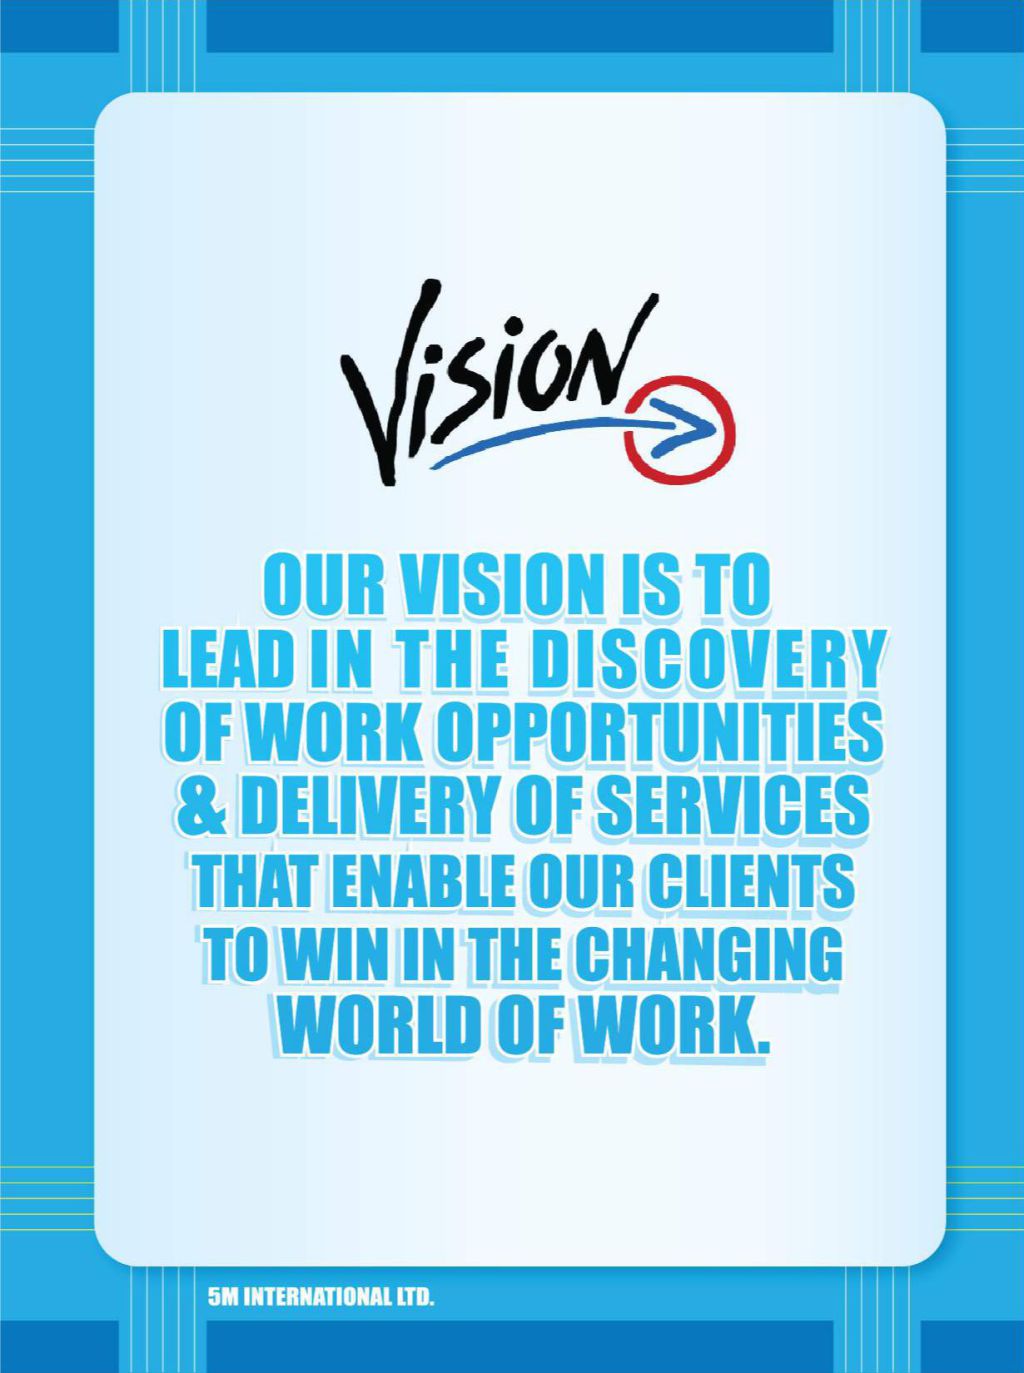 Vision
OUR VISION IS TO
LEAD IN THE DISCOVERY
OF WORK OPPORTUNITIES
& DELIVERY OF SERVICES
THAT ENABLE OUR CLIENTS
TO WIN IN THE CHANGING
WORLD OF WORK.
5M INTERNATIONAL LTD.